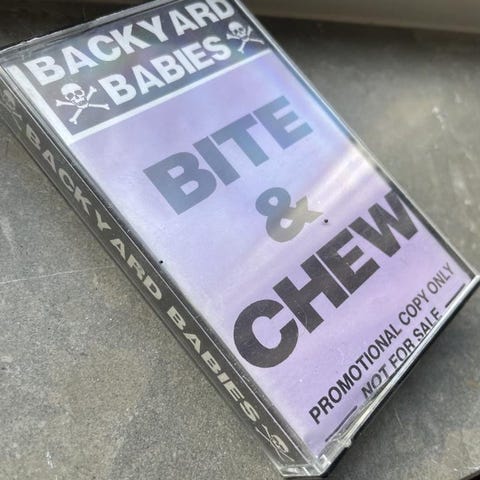 BACKYARD
BABIES
BITE
&
CHEW
PROMOTIONAL COPY ONLY
NOT FOR SALE
BACKYARD BABIES